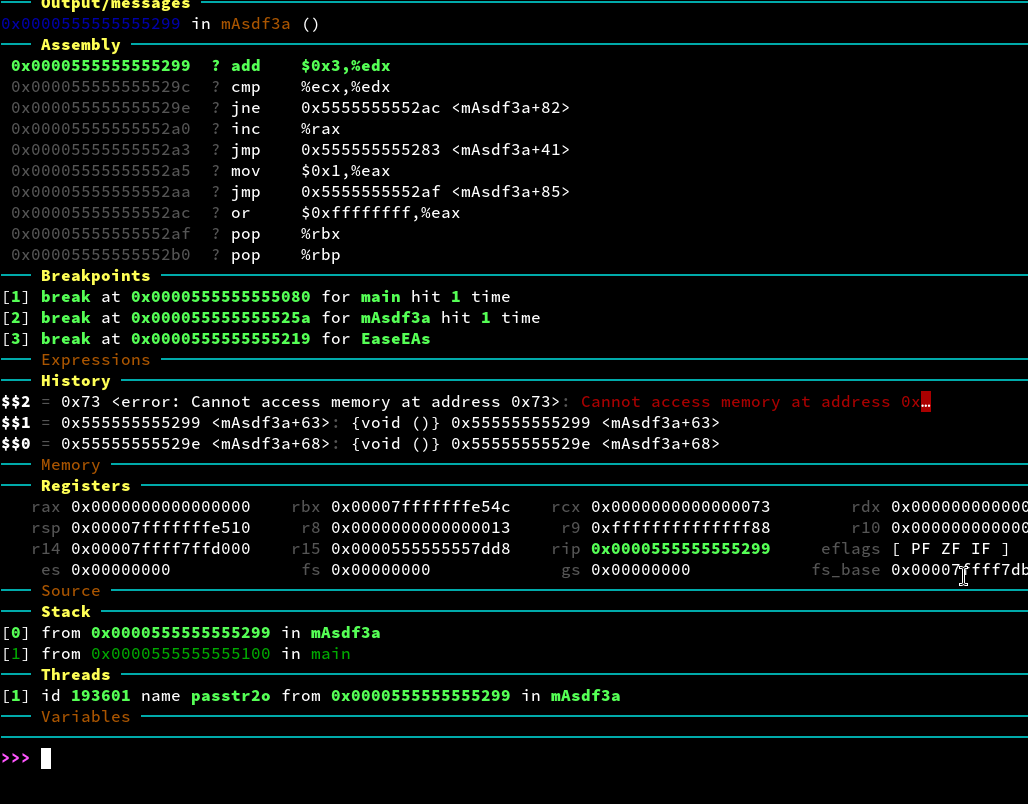 Output/messages
0x0000555555555299 in mAsdf3a ()
Assembly
0x0000555555555299 ? add $0x3,%edx
0x000055555555529c ? cmp %ecx,%edx
0x000055555555529e ? jne 0x5555555552ac <mAsdf3a+82>
0x00005555555552a0 ? inc %rax
0x00005555555552a3 ? jmp 0x555555555283 <mAsdf3a+41>
0x00005555555552a5 ? mov $0x1,%eax
0x00005555555552aa ? jmp 0x5555555552af <mAsdf3a+85>
0x00005555555552ac ? or $0xffffffff,%eax
0x00005555555552af ? pop %rbx
0x00005555555552b0 ? pop %rbp
Breakpoints
[1] break at 0x0000555555555080 for main hit 1 time
[2] break at 0x000055555555525a for mAsdf3a hit 1 time
[3] break at 0x0000555555555219 for EaseEAs
Expressions
History
$$2 = 0x73 <error: Cannot access memory at address 0x73>: Cannot access memory at address 0x…
$$1 = 0x555555555299 <mAsdf3a+63>: {void ()} 0x555555555299 <mAsdf3a+63>
$$0 = 0x55555555529e <mAsdf3a+68>: {void ()} 0x55555555529e <mAsdf3a+68>
Memory
Registers
rax 0x0000000000000000 rbx 0x00007fffffffe54c rcx 0x0000000000000073 rdx 0x00000000000
rsp 0x00007fffffffe510 r8 0x0000000000000013 r9 0xffffffffffffff88 r10 0x00000000000
r14 0x00007ffff7ffd000 r15 0x0000555555557dd8 rip 0x0000555555555299 eflags [ PF ZF IF ]
es 0x00000000 fs 0x00000000 gs 0x00000000 fs_base 0x00007ffff7db
Source
Stack
[0] from 0x0000555555555299 in mAsdf3a
[1] from 0x0000555555555100 in main
Threads
[1] id 193601 name passtr2o from 0x0000555555555299 in mAsdf3a
Variables
>>>